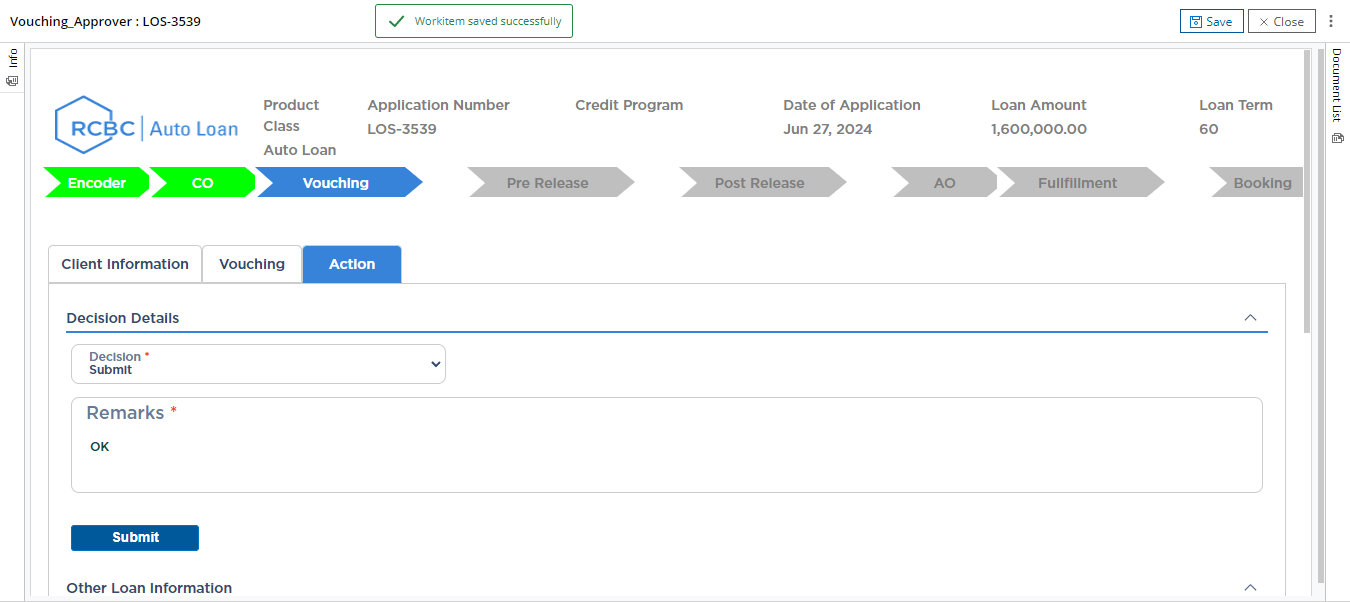 Vouching_Approver : LOS-3539
Workitem saved successfully
Save
Close
Info
Document List
RCBC Auto Loan
Product Class
Auto Loan
Application Number
LOS-3539
Credit Program
Date of Application
Jun 27, 2024
Loan Amount
1,600,000.00
Loan Term
60
Encoder
CO
Vouching
Pre Release
Post Release
AO
Fullfillment
Booking
Client Information
Vouching
Action
Decision Details
Decision *
Submit
Remarks *
OK
Submit
Other Loan Information